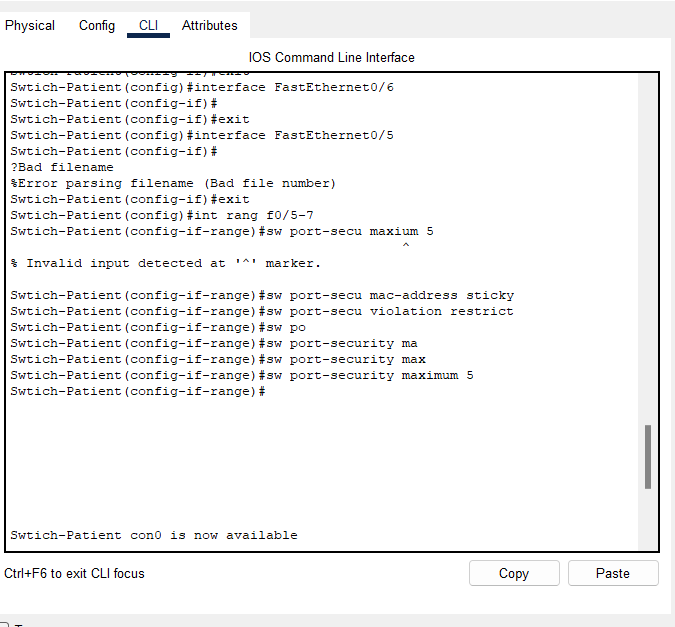 Physical Config CLI Attributes
IOS Command Line Interface
Swtich-Patient(config)#interface FastEthernet0/6
Swtich-Patient(config-if)#
Swtich-Patient(config-if)#exit
Swtich-Patient(config)#interface FastEthernet0/5
Swtich-Patient(config-if)#
?Bad filename
%Error parsing filename (Bad file number)
Swtich-Patient(config-if)#exit
Swtich-Patient(config)#int rang f0/5-7
Swtich-Patient(config-if-range)#sw port-secu maxium 5
^
% Invalid input detected at '^' marker.
Swtich-Patient(config-if-range)#sw port-secu mac-address sticky
Swtich-Patient(config-if-range)#sw port-secu violation restrict
Swtich-Patient(config-if-range)#sw po
Swtich-Patient(config-if-range)#sw port-security ma
Swtich-Patient(config-if-range)#sw port-security max
Swtich-Patient(config-if-range)#sw port-security maximum 5
Swtich-Patient(config-if-range)#
Swtich-Patient con0 is now available
Ctrl+F6 to exit CLI focus
Copy Paste